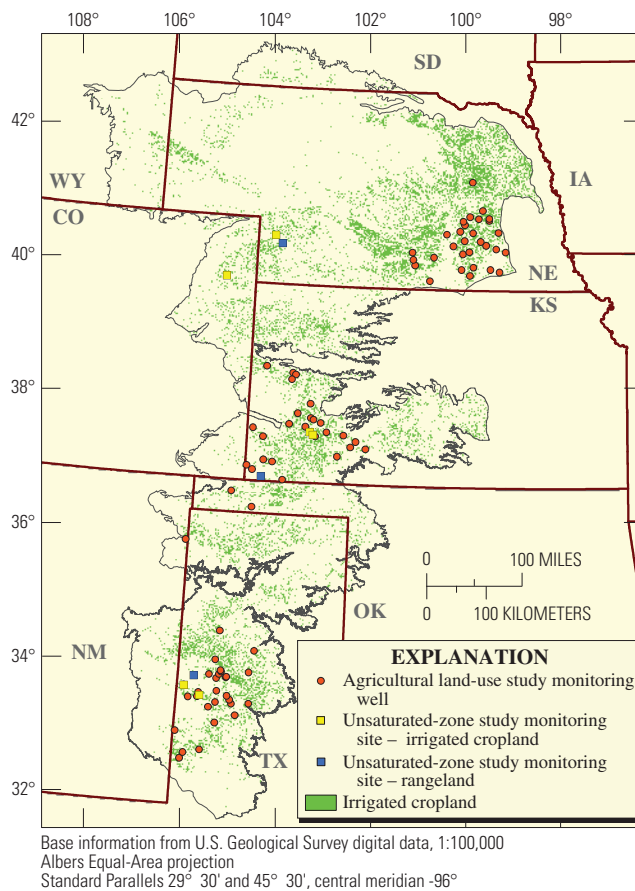 108° 106° 104° 102° 100° 98°
SD
42°
WY
IA
CO
40°
NE
KS
38°
36°
0 100 MILES
0 100 KILOMETERS
OK
NM
34°
EXPLANATION
Agricultural land-use study monitoring
well
Unsaturated-zone study monitoring
site – irrigated cropland
Unsaturated-zone study monitoring
site – rangeland
Irrigated cropland
TX
32°
Base information from U.S. Geological Survey digital data, 1:100,000
Albers Equal-Area projection
Standard Parallels 29° 30' and 45° 30', central meridian -96°